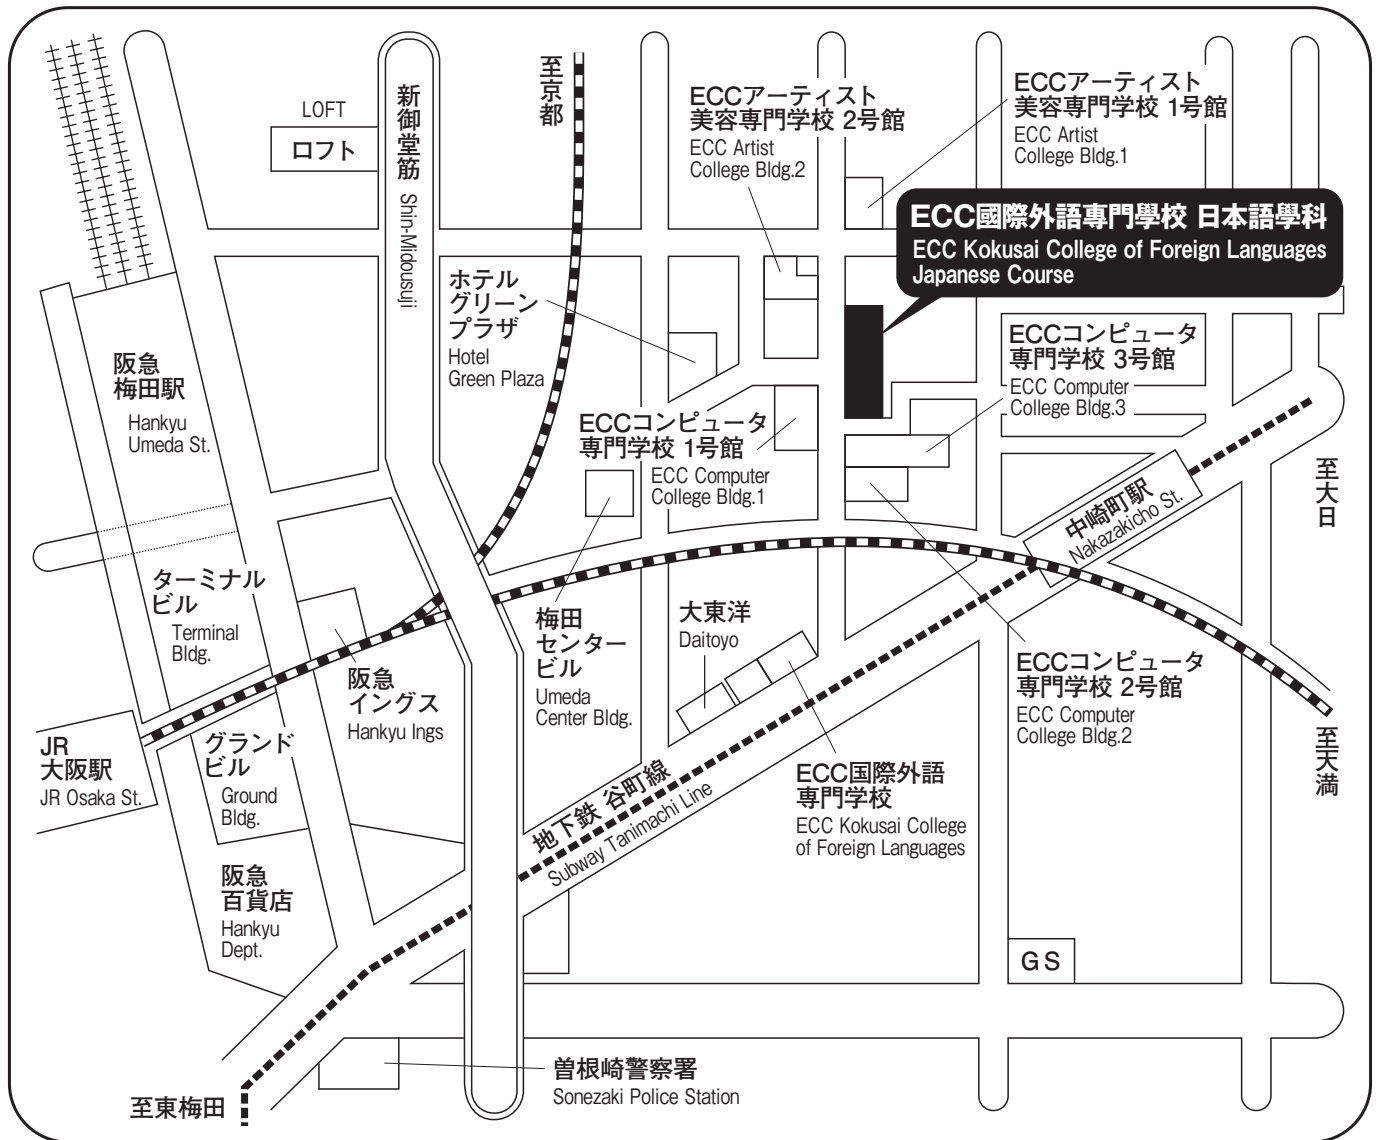 LOFT
ロフト
新御堂筋
Shin-Midousuji
至京都
ECCアーティスト
美容専門学校 2号館
ECC Artist
College Bldg.2
ECCアーティスト
美容専門学校 1号館
ECC Artist
College Bldg.1
ECC國際外語專門學校 日本語學科
ECC Kokusai College of Foreign Languages
Japanese Course
ホテル
グリーン
プラザ
Hotel
Green Plaza
阪急
梅田駅
Hankyu
Umeda St.
ECCコンピュータ
専門学校 3号館
ECC Computer
College Bldg.3
ECCコンピュータ
専門学校 1号館
ECC Computer
College Bldg.1
至大日
中崎町駅
Nakazakicho St.
ターミナル
ビル
Terminal
Bldg.
梅田
センター
ビル
Umeda
Center Bldg.
大東洋
Daitoyo
阪急
イングス
Hankyu Ings
ECCコンピュータ
専門学校 2号館
ECC Computer
College Bldg.2
至天満
JR
大阪駅
JR Osaka St.
グランド
ビル
Ground
Bldg.
地下鉄 谷町線
Subway Tanimachi Line
ECC国際外語
専門学校
ECC Kokusai College
of Foreign Languages
阪急
百貨店
Hankyu
Dept.
GS
曽根崎警察署
Sonezaki Police Station
至東梅田